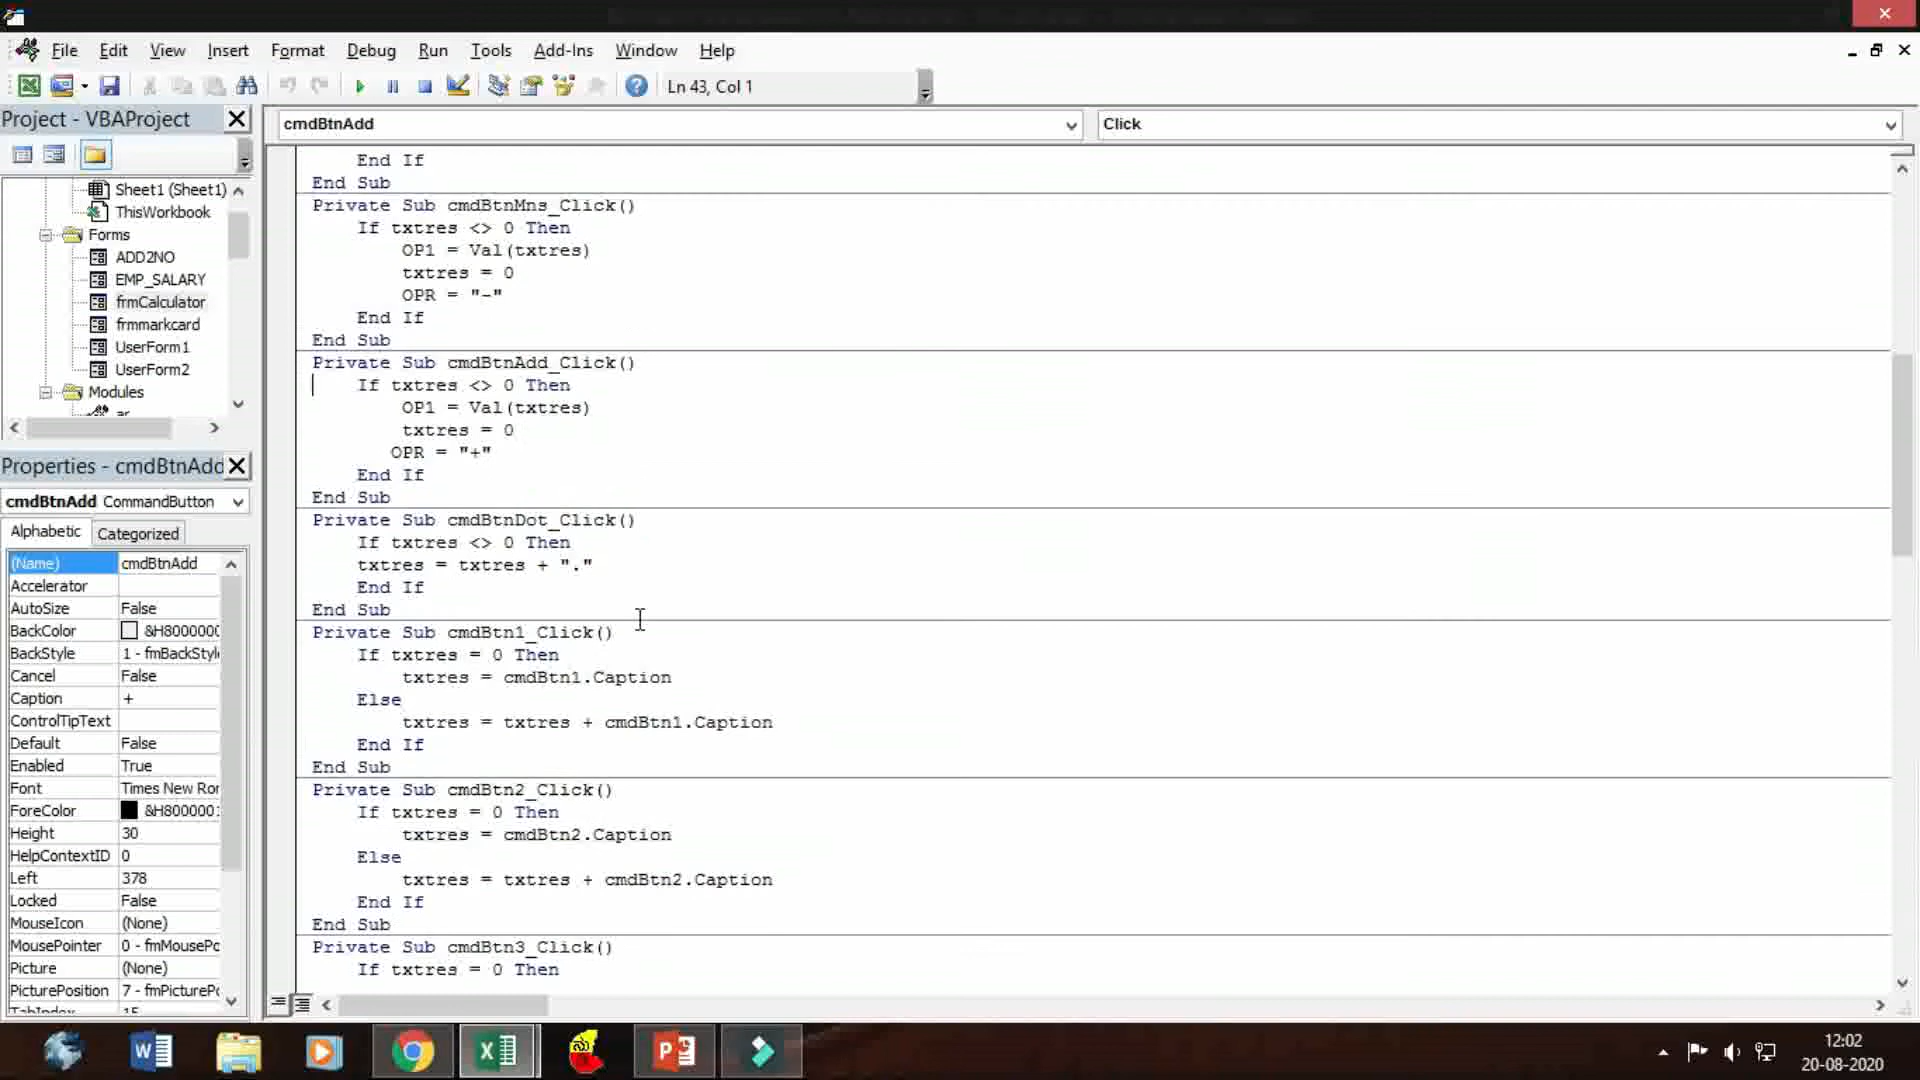 File Edit View Insert Format Debug Run Tools Add-Ins Window Help
Ln 43, Col 1
Project - VBAProject
Sheet1 (Sheet1)
ThisWorkbook
Forms
ADD2NO
EMP_SALARY
frmCalculator
frmmarkcard
UserForm1
UserForm2
Modules
Properties - cmdBtnAdd
cmdBtnAdd CommandButton
Alphabetic Categorized
(Name) cmdBtnAdd
Accelerator
AutoSize False
BackColor &H8000000
BackStyle 1 - fmBackStyle
Cancel False
Caption +
ControlTipText
Default False
Enabled True
Font Times New Ror
ForeColor &H800000
Height 30
HelpContextID 0
Left 378
Locked False
MouseIcon (None)
MousePointer 0 - fmMousePo
Picture (None)
PicturePosition 7 - fmPicturePo
TabIndex 15
cmdBtnAdd Click
End If
End Sub
Private Sub cmdBtnMns_Click()
If txtres <> 0 Then
OP1 = Val(txtres)
txtres = 0
OPR = "-"
End If
End Sub
Private Sub cmdBtnAdd_Click()
If txtres <> 0 Then
OP1 = Val(txtres)
txtres = 0
OPR = "+"
End If
End Sub
Private Sub cmdBtnDot_Click()
If txtres <> 0 Then
txtres = txtres + "."
End If
End Sub
Private Sub cmdBtn1_Click()
If txtres = 0 Then
txtres = cmdBtn1.Caption
Else
txtres = txtres + cmdBtn1.Caption
End If
End Sub
Private Sub cmdBtn2_Click()
If txtres = 0 Then
txtres = cmdBtn2.Caption
Else
txtres = txtres + cmdBtn2.Caption
End If
End Sub
Private Sub cmdBtn3_Click()
If txtres = 0 Then
12:02
20-08-2020